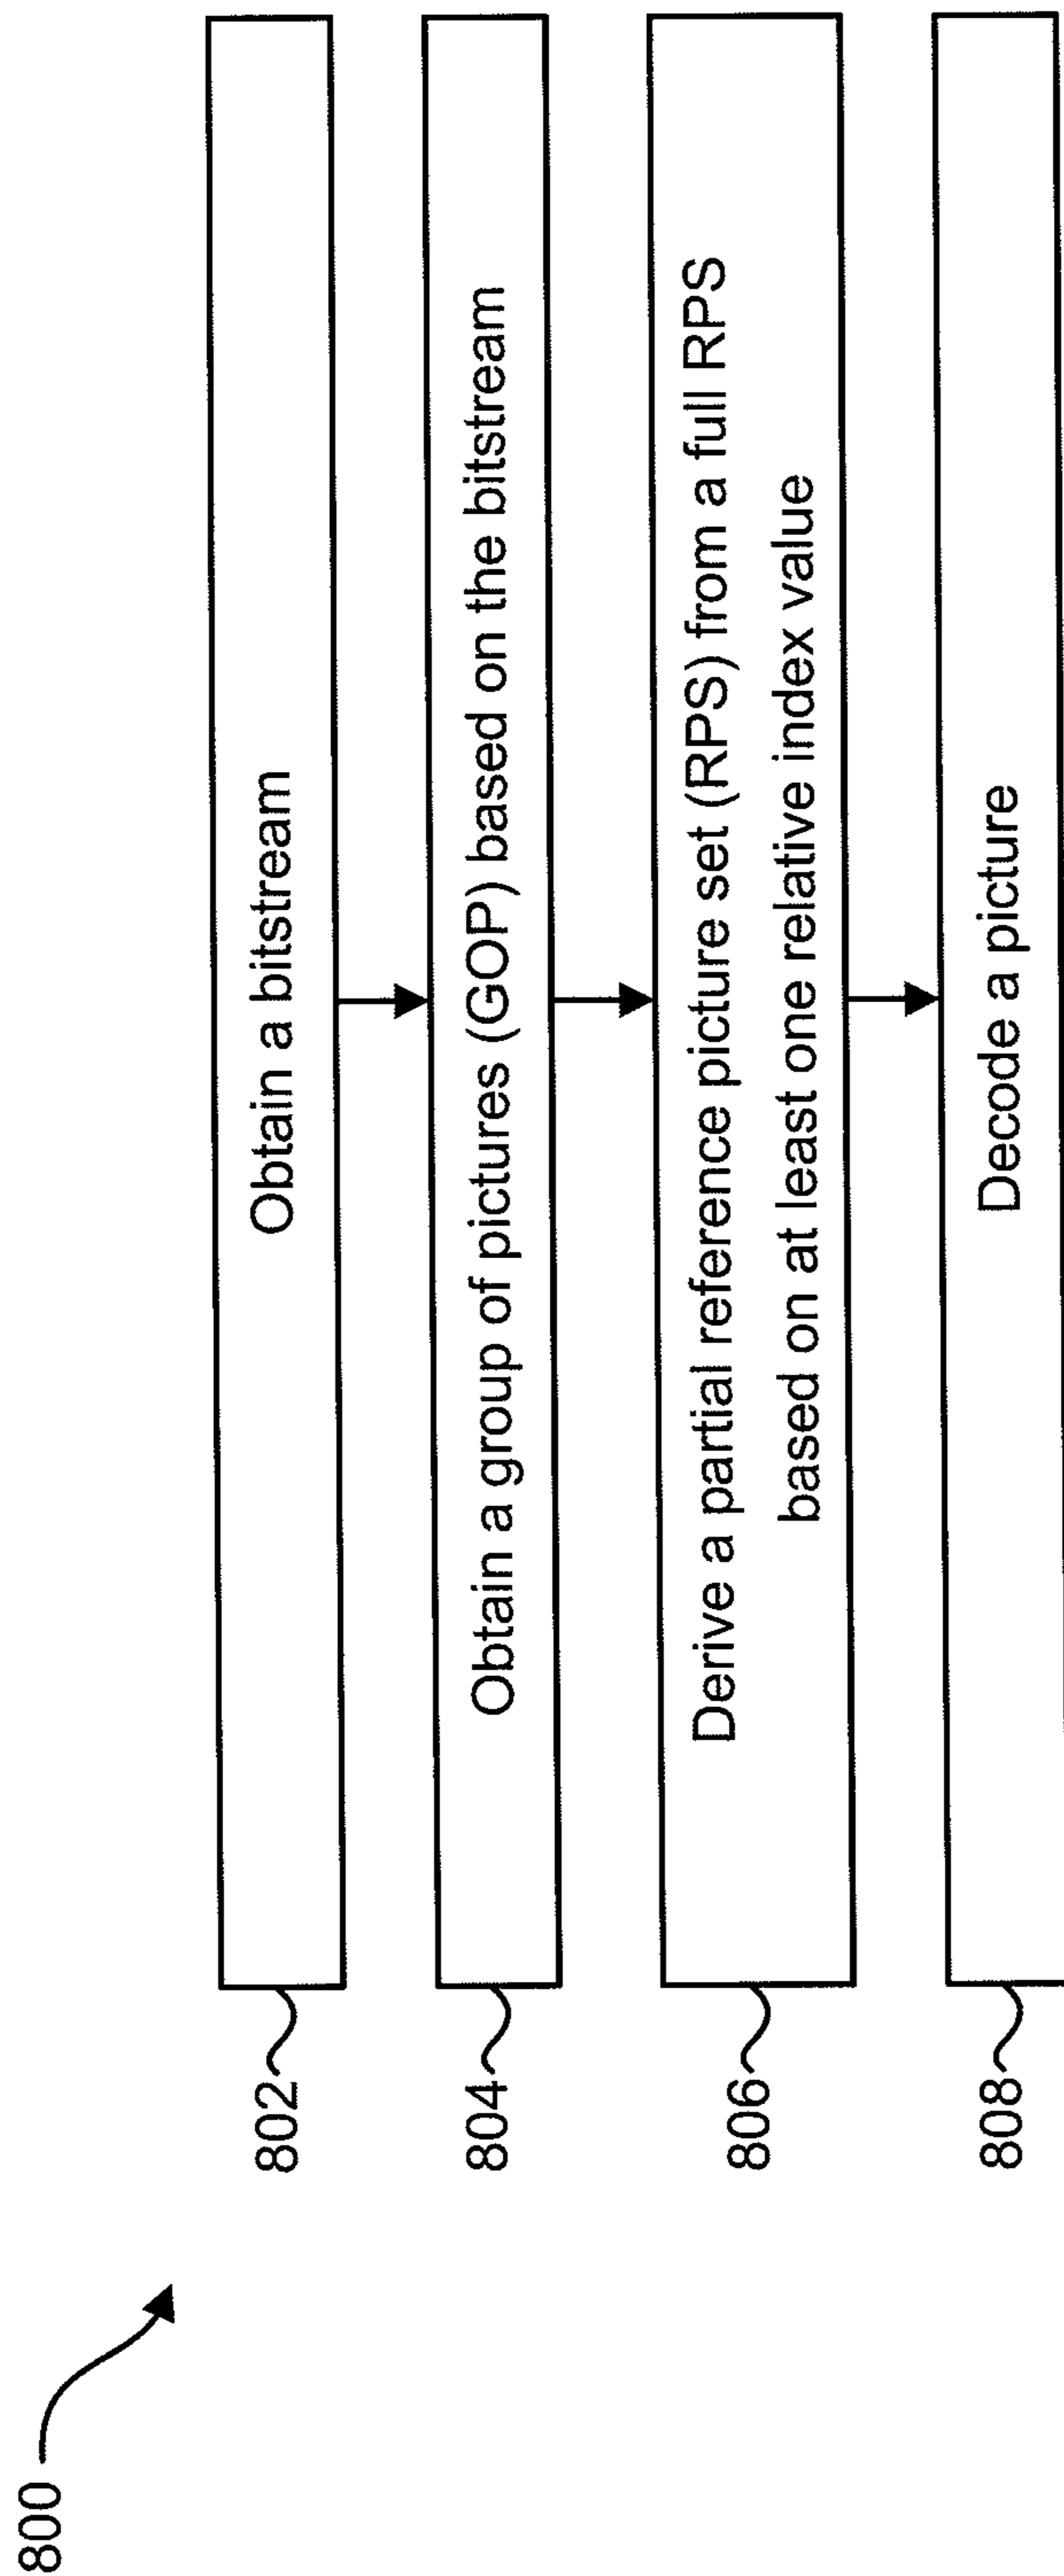 800
802
Obtain a bitstream
804
Obtain a group of pictures (GOP) based on the bitstream
806
Derive a partial reference picture set (RPS) from a full RPS
based on at least one relative index value
808
Decode a picture